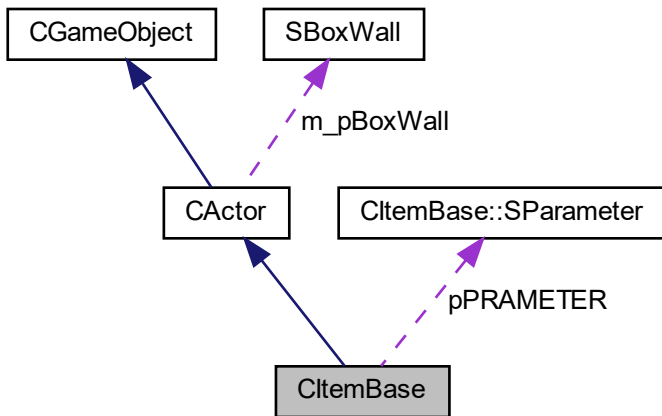 CGameObject
SBoxWall
m_pBoxWall
CActor
CItemBase::SParameter
pPRAMETER
CItemBase